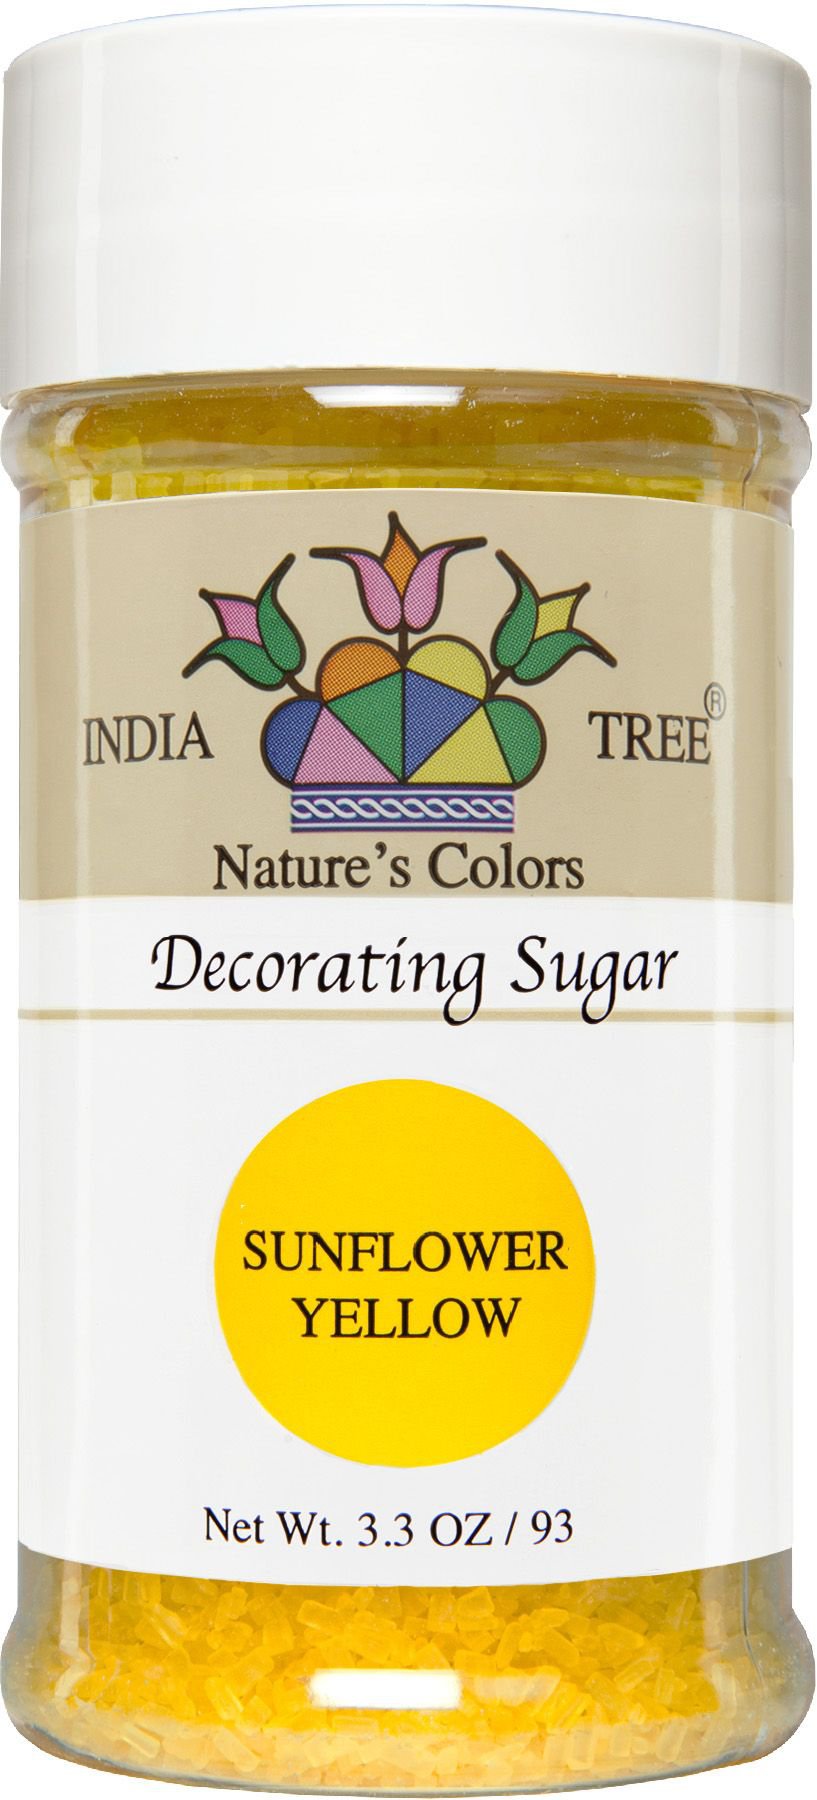 INDIA TREE®
Nature's Colors
Decorating Sugar
SUNFLOWER
YELLOW
Net Wt. 3.3 OZ / 93